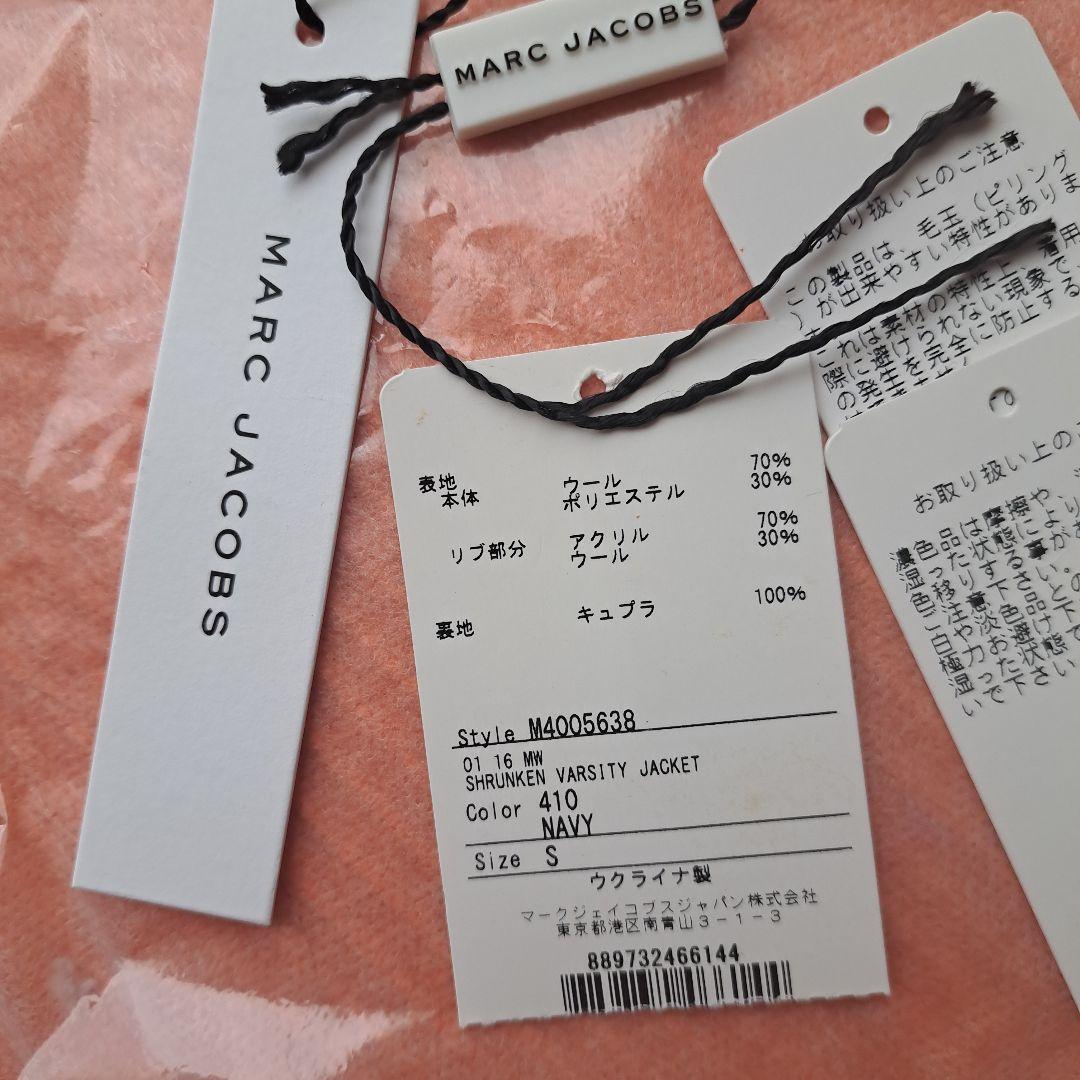 MARC JACOBS
MARC JACOBS
お取り扱い上のご注意
この製品は、毛玉（ピリング
）が出来やすい特性がありま
これは素材の特性上、着用
際に避けられない現象で
の発生を完全に防止する
お取り扱い上の
表地
本体 ウール 70%
ポリエステル 30%
リブ部分 アクリル 70%
ウール 30%
裏地 キュプラ 100%
Style M4005638
01 16 MW
SHRUNKEN VARSITY JACKET
Color 410
NAVY
Size S
ウクライナ製
マークジェイコブスジャパン株式会社
東京都港区南青山3-1-3
889732466144